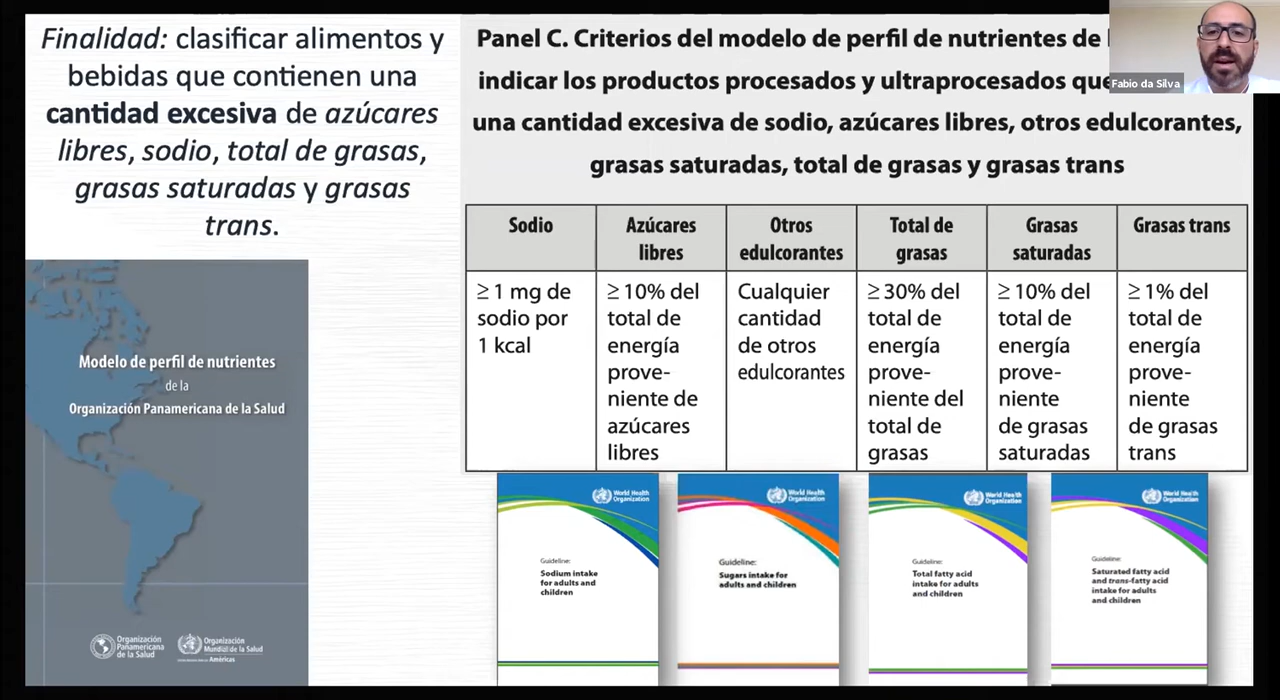 Finalidad: clasificar alimentos y
bebidas que contienen una
cantidad excesiva de azúcares
libres, sodio, total de grasas,
grasas saturadas y grasas
trans.
Modelo de perfil de nutrientes
de la
Organización Panamericana de la Salud
Organización
Panamericana
de la Salud
Organización
Mundial de la Salud
Américas
Panel C. Criterios del modelo de perfil de nutrientes de
indicar los productos procesados y ultraprocesados que
una cantidad excesiva de sodio, azúcares libres, otros edulcorantes,
grasas saturadas, total de grasas y grasas trans
Fabio da Silva
Sodio
Azúcares
libres
Otros
edulcorantes
Total de
grasas
Grasas
saturadas
Grasas trans
≥ 1 mg de
sodio por
1 kcal
≥ 10% del
total de
energía
prove-
niente de
azúcares
libres
Cualquier
cantidad
de otros
edulcorantes
≥ 30% del
total de
energía
prove-
niente del
total de
grasas
≥ 10% del
total de
energía
prove-
niente
de grasas
saturadas
≥ 1% del
total de
energía
prove-
niente
de grasas
trans
World Health
Organization
Guideline:
Sodium intake
for adults and
children
World Health
Organization
Guideline:
Sugars intake for
adults and children
World Health
Organization
Guideline:
Total fatty acid
intake for adults
and children
World Health
Organization
Guideline:
Saturated fatty acid
and trans-fatty acid
intake for adults
and children